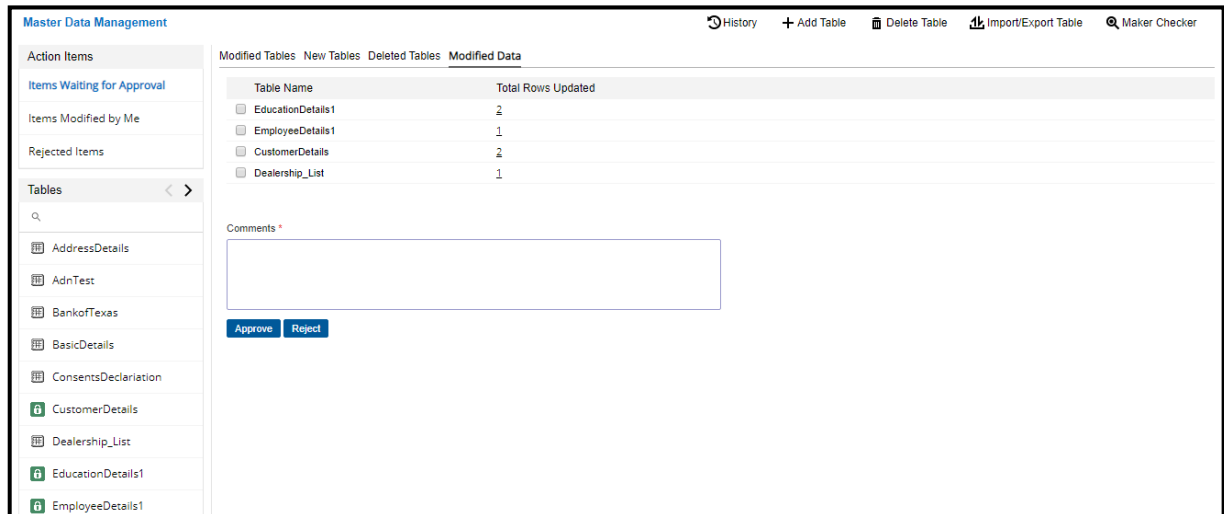 Master Data Management
History
Add Table
Delete Table
Import/Export Table
Maker Checker
Action Items
Items Waiting for Approval
Items Modified by Me
Rejected Items
Tables
AddressDetails
AdnTest
BankofTexas
BasicDetails
ConsentsDeclariation
CustomerDetails
Dealership_List
EducationDetails1
EmployeeDetails1
Modified Tables New Tables Deleted Tables Modified Data
Table Name Total Rows Updated
EducationDetails1 2
EmployeeDetails1 1
CustomerDetails 2
Dealership_List 1
Comments *
Approve Reject